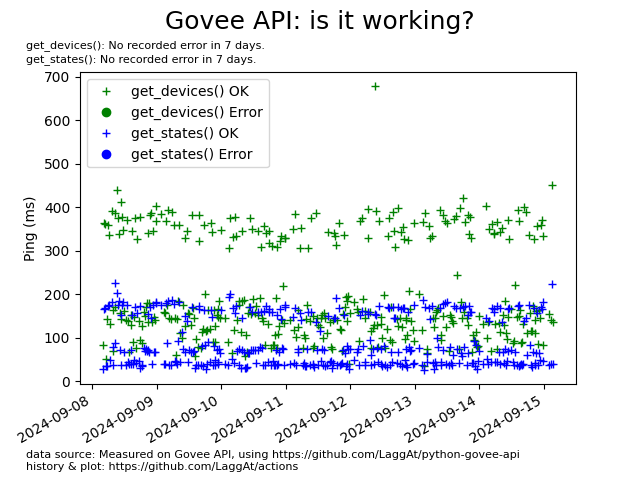 Govee API: is it working?
get_devices(): No recorded error in 7 days.
get_states(): No recorded error in 7 days.
700
600
500
400
300
200
100
0
Ping (ms)
get_devices() OK
get_devices() Error
get_states() OK
get_states() Error
2024-09-08
2024-09-09
2024-09-10
2024-09-11
2024-09-12
2024-09-13
2024-09-14
2024-09-15
data source: Measured on Govee API, using https://github.com/LaggAt/python-govee-api
history & plot: https://github.com/LaggAt/actions